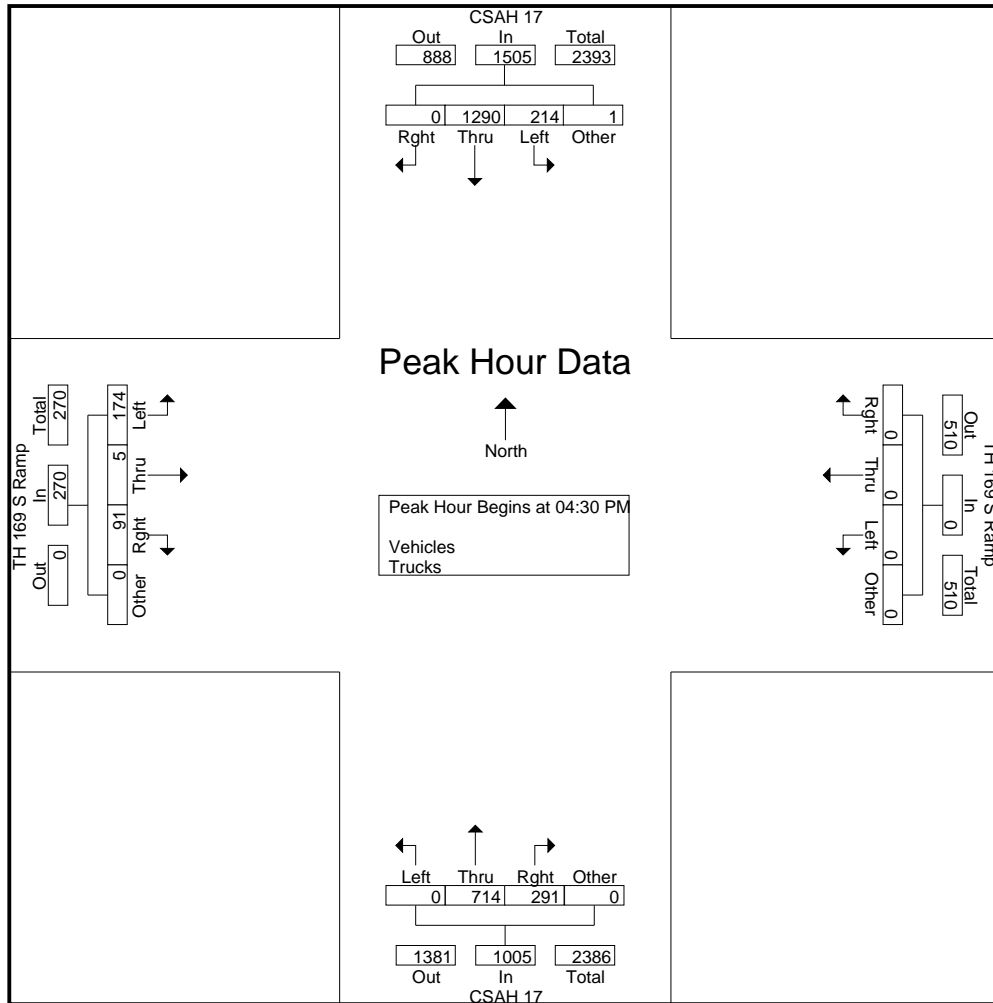 CSAH 17
Out In Total
888 1505 2393
0 1290 214 1
Rght Thru Left Other
Peak Hour Data
North
Peak Hour Begins at 04:30 PM
Vehicles
Trucks
TH 169 S Ramp
Out In Total
0 270 270
Left Thru Rght Other
174 5 91 0
TH 169 S Ramp
Out In Total
510 0 510
Rght Thru Left Other
0 0 0 0
Left Thru Rght Other
0 714 291 0
1381 1005 2386
Out In Total
CSAH 17